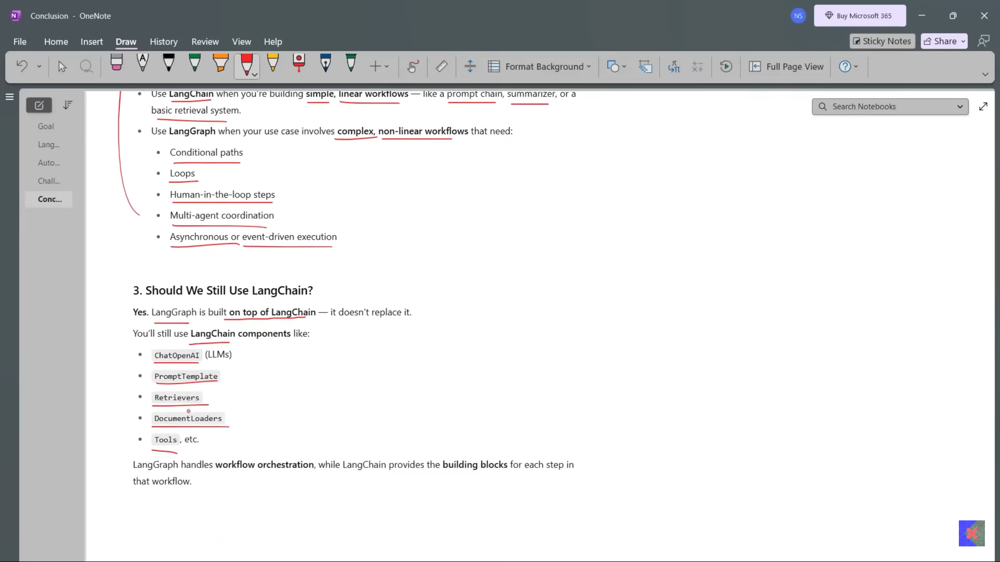 Conclusion - OneNote
NS
Buy Microsoft 365
File Home Insert Draw History Review View Help
Sticky Notes
Share
A
Format Background
Full Page View
Search Notebooks
Goal
Lang...
Auto...
Chall...
Conc...
• Use LangChain when you're building simple, linear workflows — like a prompt chain, summarizer, or a
basic retrieval system.
• Use LangGraph when your use case involves complex, non-linear workflows that need:
• Conditional paths
• Loops
• Human-in-the-loop steps
• Multi-agent coordination
• Asynchronous or event-driven execution
3. Should We Still Use LangChain?
Yes. LangGraph is built on top of LangChain — it doesn't replace it.
You'll still use LangChain components like:
• ChatOpenAI (LLMs)
• PromptTemplate
• Retrievers
• DocumentLoaders
• Tools, etc.
LangGraph handles workflow orchestration, while LangChain provides the building blocks for each step in
that workflow.